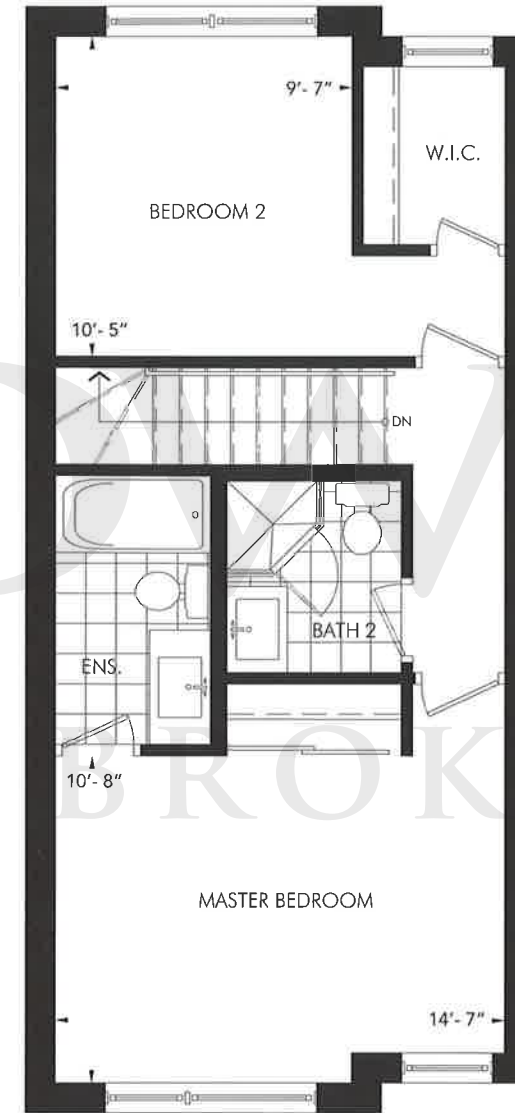 9'- 7"
W.I.C.
BEDROOM 2
10'- 5"
DN
BATH 2
ENS.
10'- 8"
BROK
MASTER BEDROOM
14'- 7"